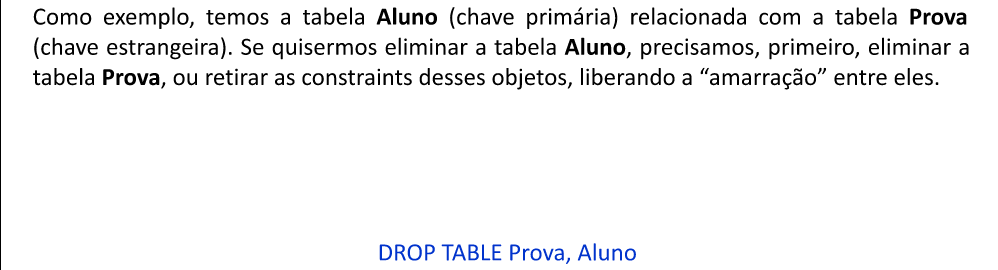 Como exemplo, temos a tabela Aluno (chave primária) relacionada com a tabela Prova
(chave estrangeira). Se quisermos eliminar a tabela Aluno, precisamos, primeiro, eliminar a
tabela Prova, ou retirar as constraints desses objetos, liberando a “amarração” entre eles.
DROP TABLE Prova, Aluno